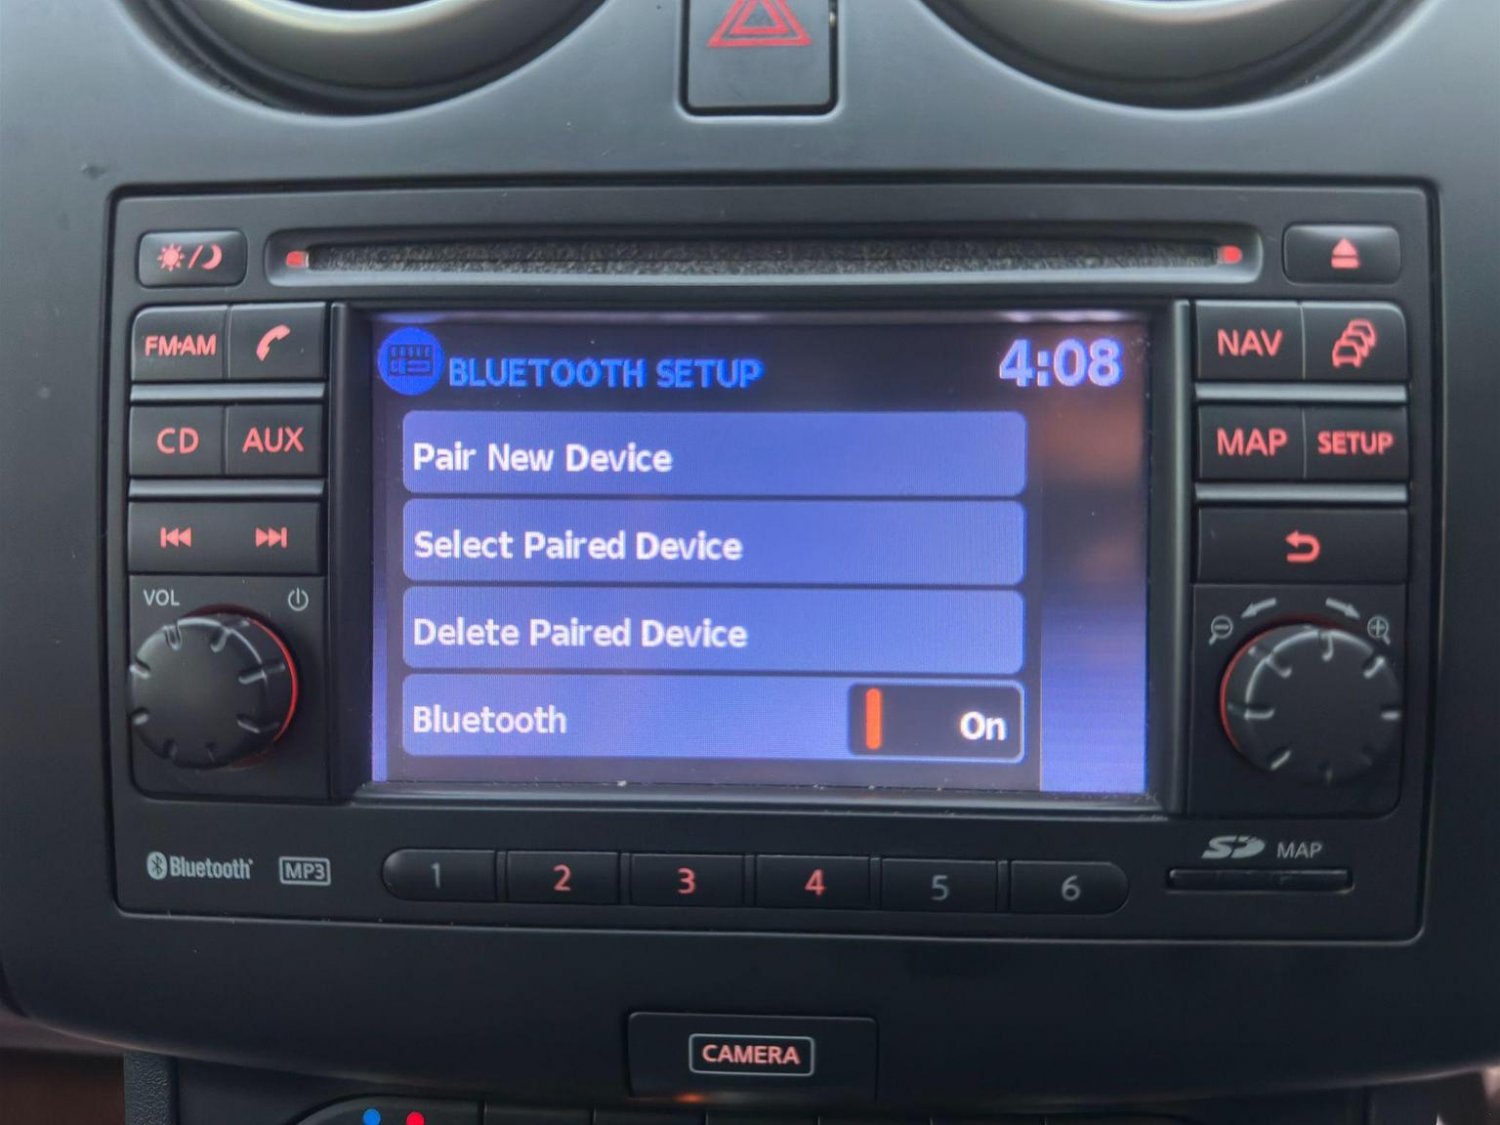 FM·AM
CD
AUX
VOL
BLUETOOTH SETUP
4:08
Pair New Device
Select Paired Device
Delete Paired Device
Bluetooth
On
NAV
MAP
SETUP
Bluetooth
MP3
1
2
3
4
5
6
SD MAP
CAMERA